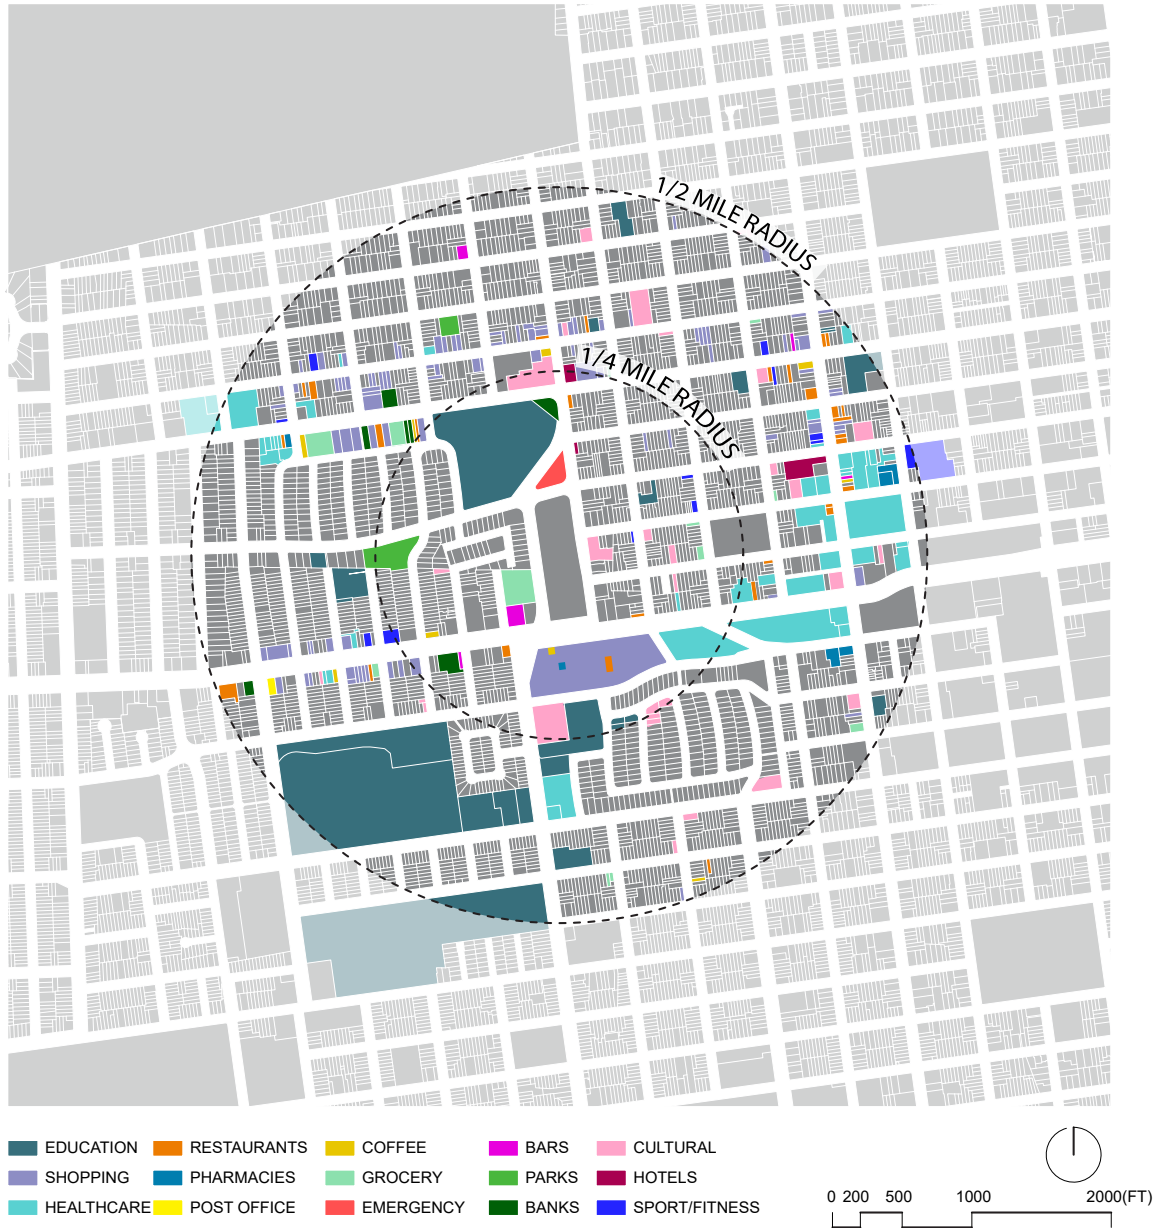 1/2 MILE RADIUS
1/4 MILE RADIUS
EDUCATION RESTAURANTS COFFEE BARS CULTURAL
SHOPPING PHARMACIES GROCERY PARKS HOTELS
HEALTHCARE POST OFFICE EMERGENCY BANKS SPORT/FITNESS
0 200 500 1000 2000(FT)